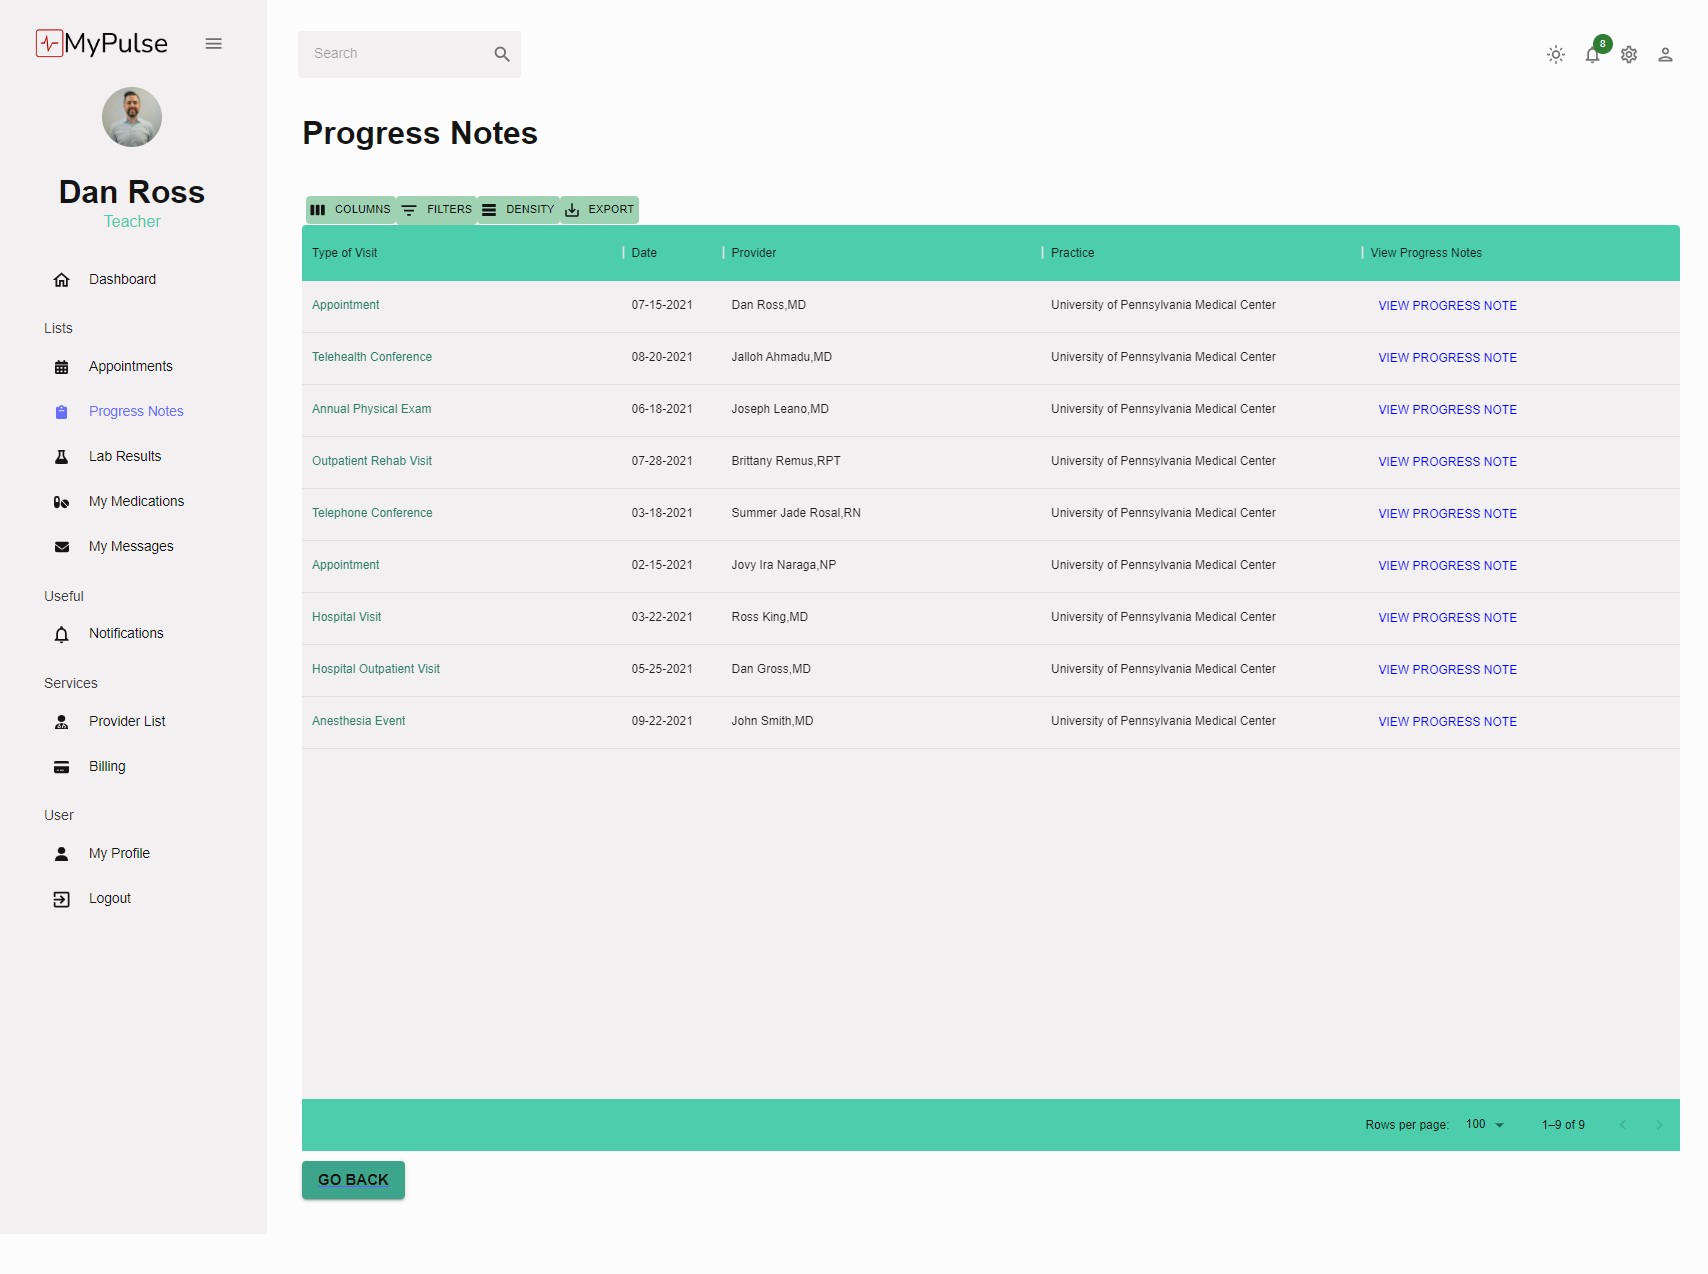 MyPulse
Search
8
Dan Ross
Teacher
Dashboard
Lists
Appointments
Progress Notes
Lab Results
My Medications
My Messages
Useful
Notifications
Services
Provider List
Billing
User
My Profile
Logout
Progress Notes
COLUMNS FILTERS DENSITY EXPORT
Type of Visit Date Provider Practice View Progress Notes
Appointment 07-15-2021 Dan Ross,MD University of Pennsylvania Medical Center VIEW PROGRESS NOTE
Telehealth Conference 08-20-2021 Jalloh Ahmadu,MD University of Pennsylvania Medical Center VIEW PROGRESS NOTE
Annual Physical Exam 06-18-2021 Joseph Leano,MD University of Pennsylvania Medical Center VIEW PROGRESS NOTE
Outpatient Rehab Visit 07-28-2021 Brittany Remus,RPT University of Pennsylvania Medical Center VIEW PROGRESS NOTE
Telephone Conference 03-18-2021 Summer Jade Rosal,RN University of Pennsylvania Medical Center VIEW PROGRESS NOTE
Appointment 02-15-2021 Jovy Ira Naraga,NP University of Pennsylvania Medical Center VIEW PROGRESS NOTE
Hospital Visit 03-22-2021 Ross King,MD University of Pennsylvania Medical Center VIEW PROGRESS NOTE
Hospital Outpatient Visit 05-25-2021 Dan Gross,MD University of Pennsylvania Medical Center VIEW PROGRESS NOTE
Anesthesia Event 09-22-2021 John Smith,MD University of Pennsylvania Medical Center VIEW PROGRESS NOTE
Rows per page: 100 1–9 of 9
GO BACK